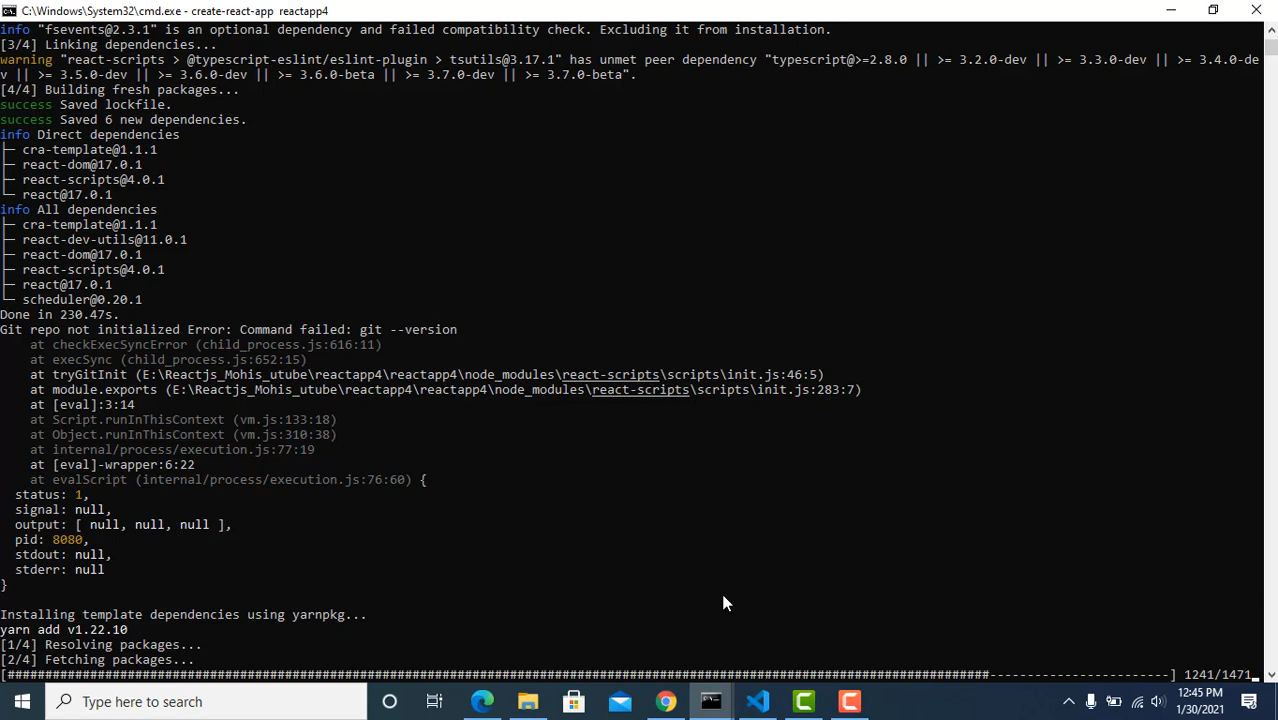 C:\Windows\System32\cmd.exe - create-react-app reactapp4
info "fsevents@2.3.1" is an optional dependency and failed compatibility check. Excluding it from installation.
[3/4] Linking dependencies...
warning "react-scripts > @typescript-eslint/eslint-plugin > tsutils@3.17.1" has unmet peer dependency "typescript@>=2.8.0 || >= 3.2.0-dev || >= 3.3.0-dev || >= 3.4.0-de
v || >= 3.5.0-dev || >= 3.6.0-dev || >= 3.6.0-beta || >= 3.7.0-dev || >= 3.7.0-beta".
[4/4] Building fresh packages...
success Saved lockfile.
success Saved 6 new dependencies.
info Direct dependencies
├─ cra-template@1.1.1
├─ react-dom@17.0.1
├─ react-scripts@4.0.1
└─ react@17.0.1
info All dependencies
├─ cra-template@1.1.1
├─ react-dev-utils@11.0.1
├─ react-dom@17.0.1
├─ react-scripts@4.0.1
├─ react@17.0.1
└─ scheduler@0.20.1
Done in 230.47s.
Git repo not initialized Error: Command failed: git --version
    at checkExecSyncError (child_process.js:616:11)
    at execSync (child_process.js:652:15)
    at tryGitInit (E:\Reactjs_Mohis_utube\reactapp4\reactapp4\node_modules\react-scripts\scripts\init.js:46:5)
    at module.exports (E:\Reactjs_Mohis_utube\reactapp4\reactapp4\node_modules\react-scripts\scripts\init.js:283:7)
    at [eval]:3:14
    at Script.runInThisContext (vm.js:133:18)
    at Object.runInThisContext (vm.js:310:38)
    at internal/process/execution.js:77:19
    at [eval]-wrapper:6:22
    at evalScript (internal/process/execution.js:76:60) {
  status: 1,
  signal: null,
  output: [ null, null, null ],
  pid: 8080,
  stdout: null,
  stderr: null
}
Installing template dependencies using yarnpkg...
yarn add v1.22.10
[1/4] Resolving packages...
[2/4] Fetching packages...
[###################################################################################################################################------------------------] 1241/1471
Type here to search
12:45 PM
1/30/2021
3